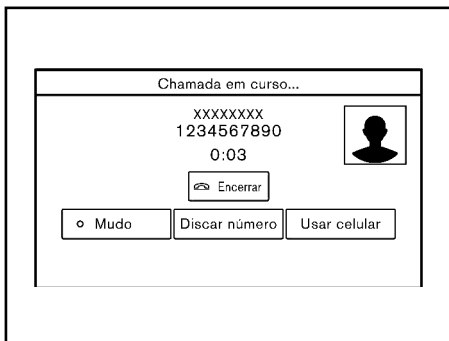 Chamada em curso...
XXXXXXXX
1234567890
0:03
Encerrar
Mudo
Discar número
Usar celular